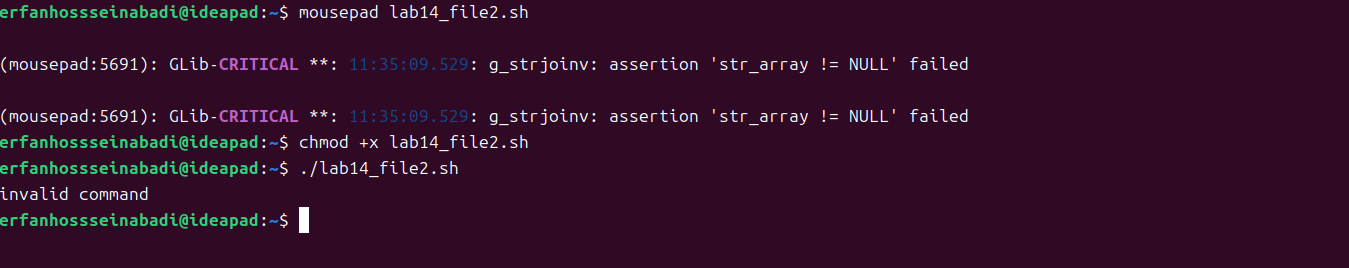 erfanhossseinabadi@ideapad:~$ mousepad lab14_file2.sh
(mousepad:5691): GLib-CRITICAL **: 11:35:09.529: g_strjoinv: assertion 'str_array != NULL' failed
(mousepad:5691): GLib-CRITICAL **: 11:35:09.529: g_strjoinv: assertion 'str_array != NULL' failed
erfanhossseinabadi@ideapad:~$ chmod +x lab14_file2.sh
erfanhossseinabadi@ideapad:~$ ./lab14_file2.sh
invalid command
erfanhossseinabadi@ideapad:~$